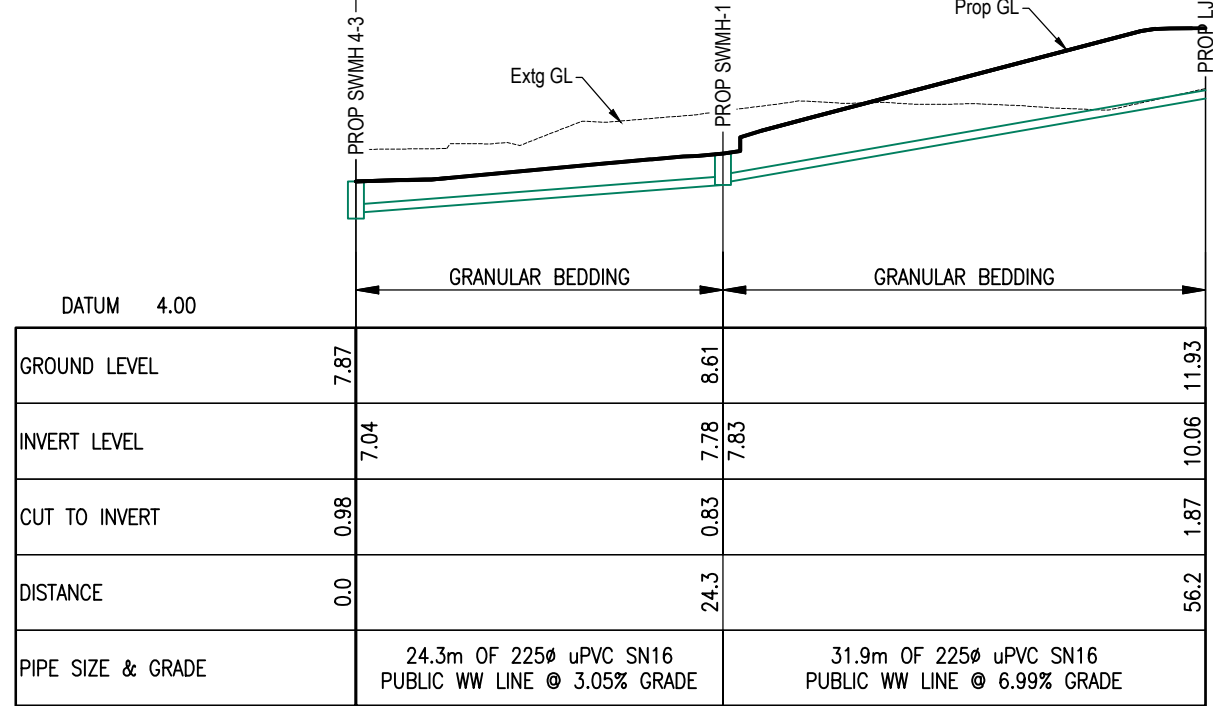 PROP SWMH 4-3
Extg GL
PROP SWMH-1
Prop GL
PROP LJ
GRANULAR BEDDING
GRANULAR BEDDING
DATUM 4.00
GROUND LEVEL 7.87 8.61 11.93
INVERT LEVEL 7.04 7.78 7.83 10.06
CUT TO INVERT 0.98 0.83 1.87
DISTANCE 0.0 24.3 56.2
PIPE SIZE & GRADE
24.3m OF 225ø uPVC SN16
PUBLIC WW LINE @ 3.05% GRADE
31.9m OF 225ø uPVC SN16
PUBLIC WW LINE @ 6.99% GRADE